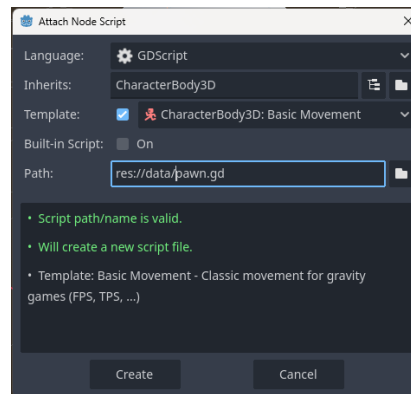 Attach Node Script
Language: GDScript
Inherits: CharacterBody3D
Template: CharacterBody3D: Basic Movement
Built-in Script: On
Path: res://data/pawn.gd
• Script path/name is valid.
• Will create a new script file.
• Template: Basic Movement - Classic movement for gravity
games (FPS, TPS, ...)
Create Cancel